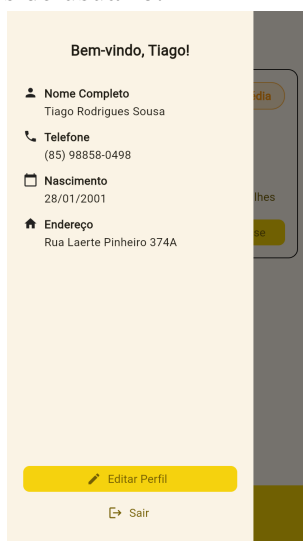 Bem-vindo, Tiago!
Nome Completo
Tiago Rodrigues Sousa
Telefone
(85) 98858-0498
Nascimento
28/01/2001
Endereço
Rua Laerte Pinheiro 374A
Editar Perfil
Sair